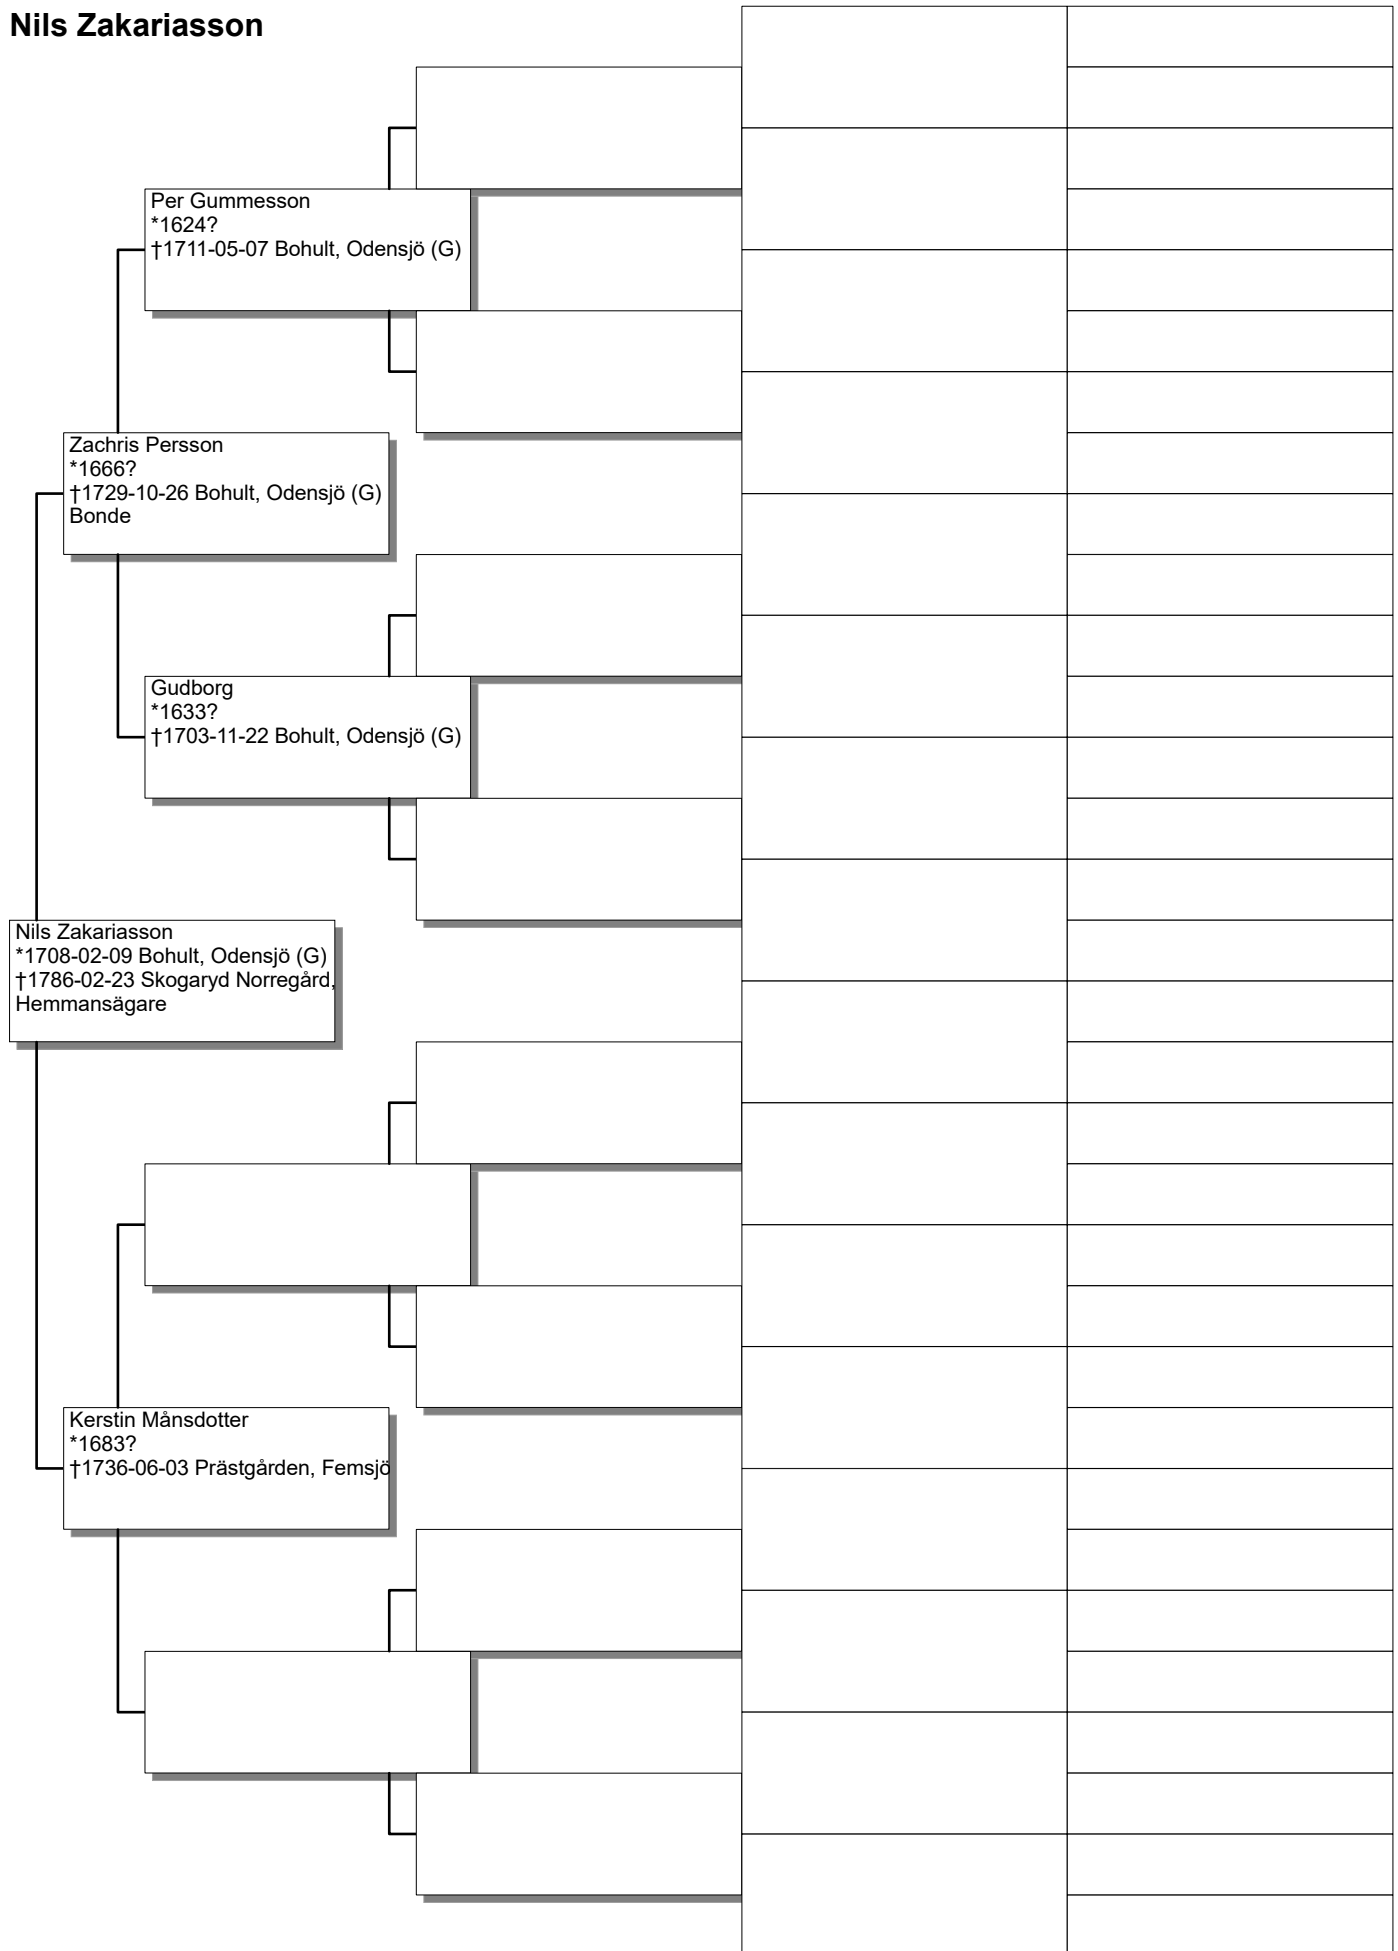 Nils Zakariasson
Per Gummesson
*1624?
†1711-05-07 Bohult, Odensjö (G)
Zachris Persson
*1666?
†1729-10-26 Bohult, Odensjö (G)
Bonde
Gudborg
*1633?
†1703-11-22 Bohult, Odensjö (G)
Nils Zakariasson
*1708-02-09 Bohult, Odensjö (G)
†1786-02-23 Skogaryd Norregård,
Hemmansägare
Kerstin Månsdotter
*1683?
†1736-06-03 Prästgården, Femsjö